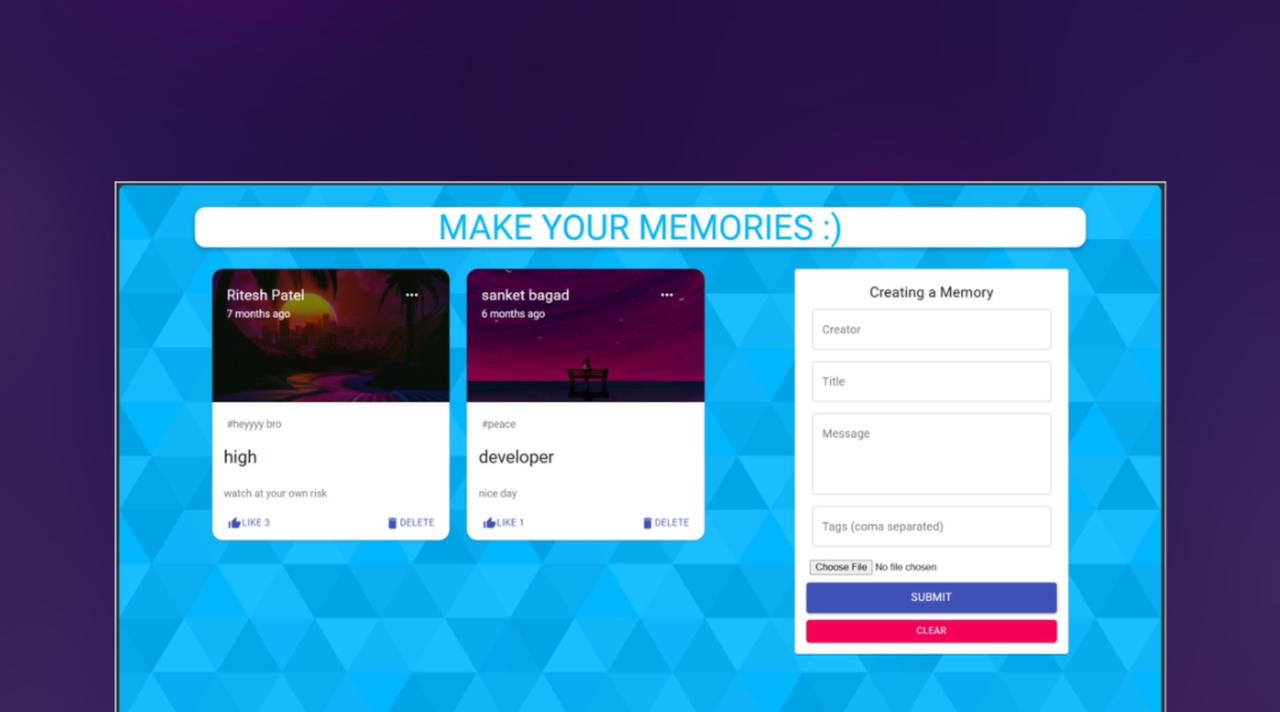 MAKE YOUR MEMORIES :)
Ritesh Patel
7 months ago
#heyyyy bro
high
watch at your own risk
LIKE 3
DELETE
sanket bagad
6 months ago
#peace
developer
nice day
LIKE 1
DELETE
Creating a Memory
Creator
Title
Message
Tags (coma separated)
Choose File No file chosen
SUBMIT
CLEAR